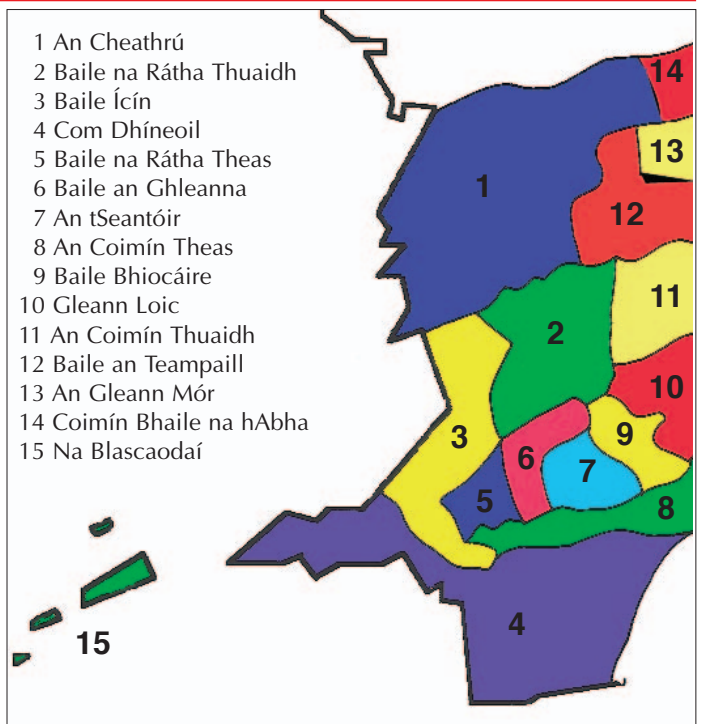 1 An Cheathrú
2 Baile na Rátha Thuaidh
3 Baile Ícín
4 Com Dhíneoil
5 Baile na Rátha Theas
6 Baile an Ghleanna
7 An tSeantóir
8 An Coimín Theas
9 Baile Bhiocáire
10 Gleann Loic
11 An Coimín Thuaidh
12 Baile an Teampaill
13 An Gleann Mór
14 Coimín Bhaile na hAbha
15 Na Blascaodaí
14
13
1
12
11
2
10
3
9
6
7
5
8
4
15